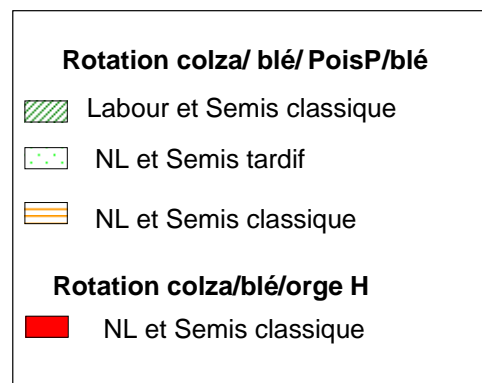 Rotation colza/ blé/ PoisP/blé
Labour et Semis classique
NL et Semis tardif
NL et Semis classique
Rotation colza/blé/orge H
NL et Semis classique